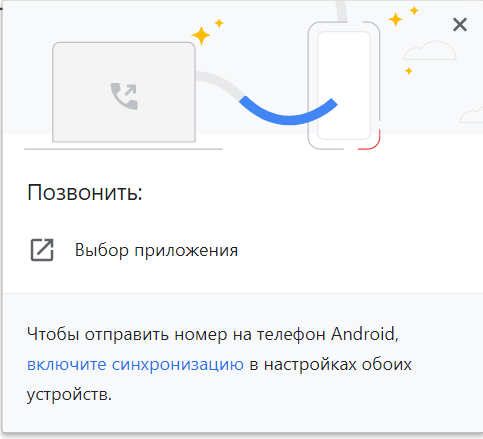 Позвонить:
Выбор приложения
Чтобы отправить номер на телефон Android,
включите синхронизацию в настройках обоих
устройств.